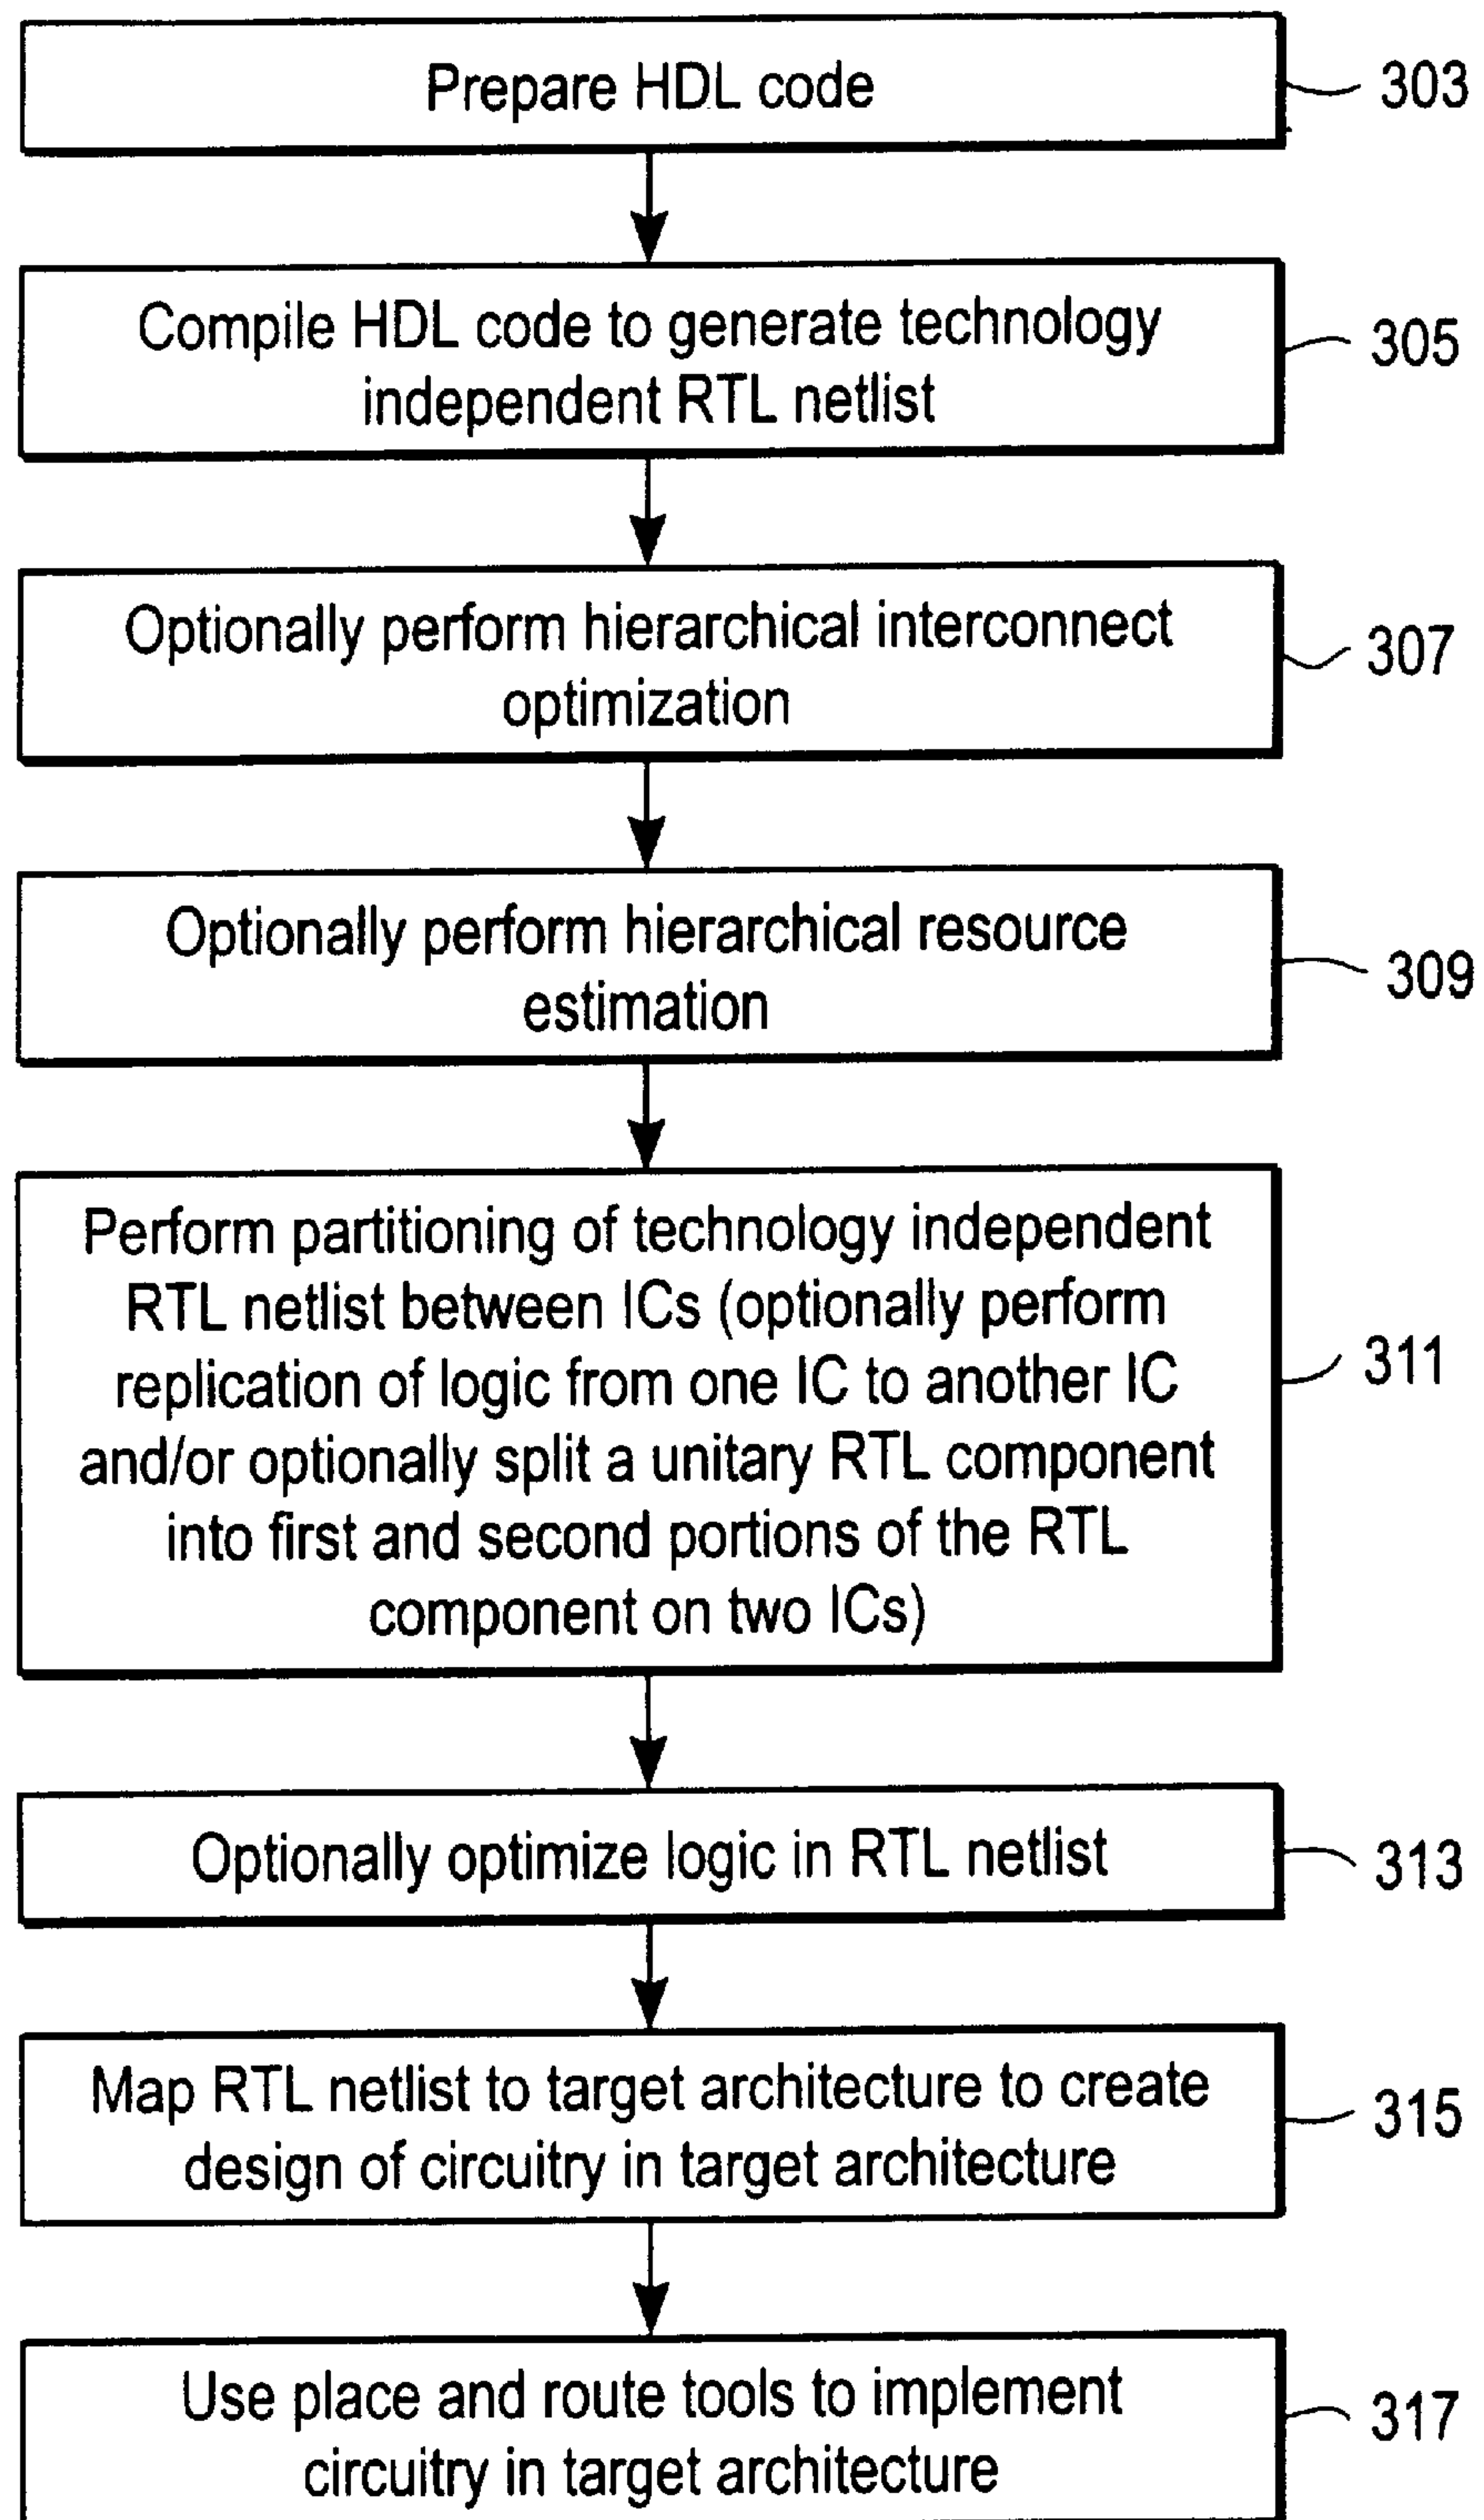 Prepare HDL code
303
Compile HDL code to generate technology
independent RTL netlist
305
Optionally perform hierarchical interconnect
optimization
307
Optionally perform hierarchical resource
estimation
309
Perform partitioning of technology independent
RTL netlist between ICs (optionally perform
replication of logic from one IC to another IC
and/or optionally split a unitary RTL component
into first and second portions of the RTL
component on two ICs)
311
Optionally optimize logic in RTL netlist
313
Map RTL netlist to target architecture to create
design of circuitry in target architecture
315
Use place and route tools to implement
circuitry in target architecture
317